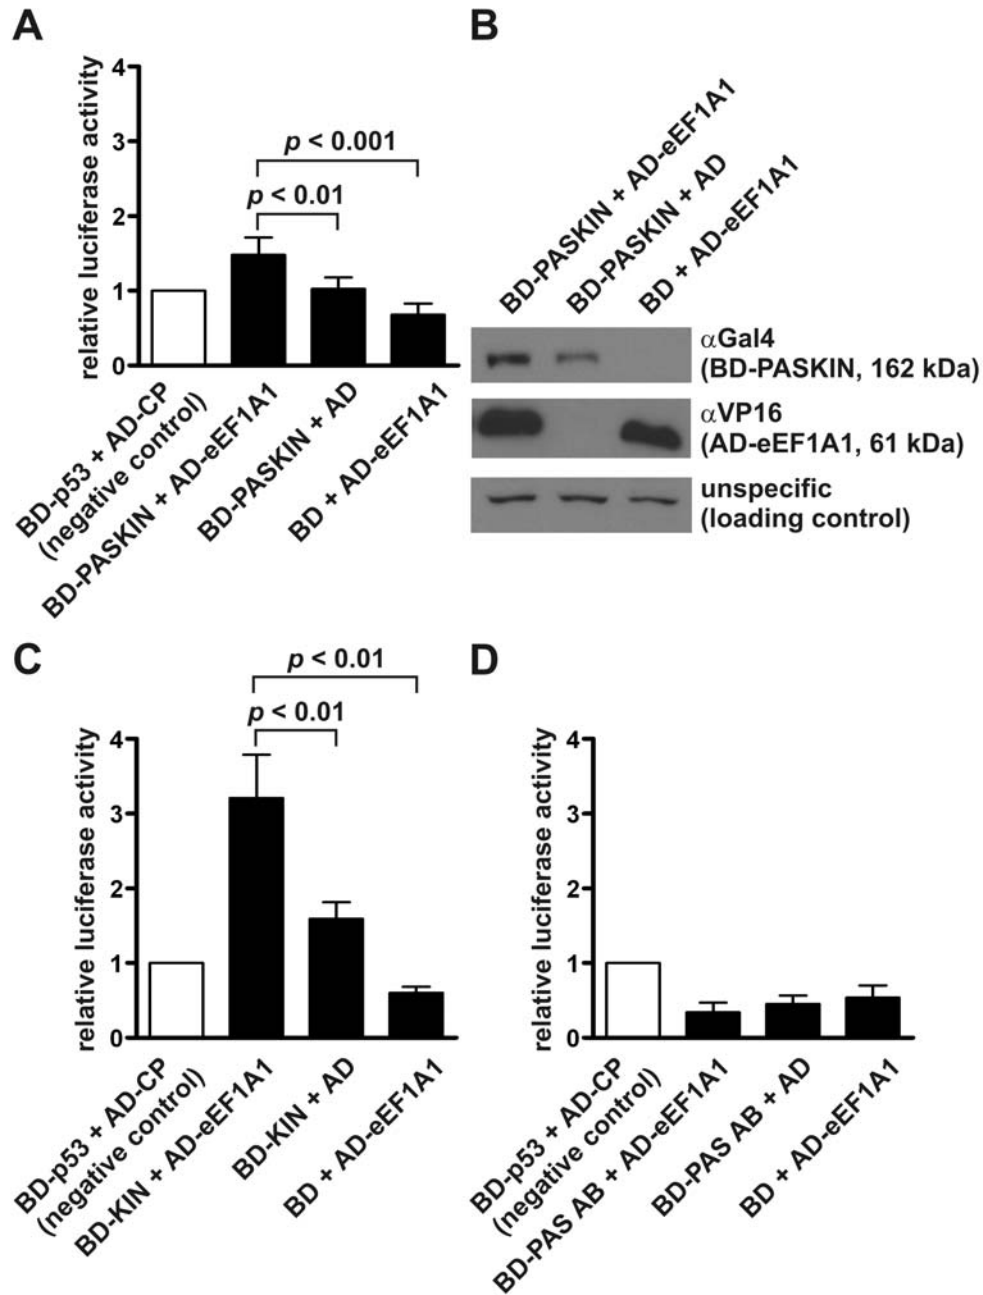 A
relative luciferase activity
4
3
2
1
0
p < 0.001
p < 0.01
BD-p53 + AD-CP
(negative control)
BD-PASKIN + AD-eEF1A1
BD-PASKIN + AD
BD + AD-eEF1A1
B
BD-PASKIN + AD-eEF1A1
BD-PASKIN + AD
BD + AD-eEF1A1
αGal4
(BD-PASKIN, 162 kDa)
αVP16
(AD-eEF1A1, 61 kDa)
unspecific
(loading control)
C
relative luciferase activity
4
3
2
1
0
p < 0.01
p < 0.01
BD-p53 + AD-CP
(negative control)
BD-KIN + AD-eEF1A1
BD-KIN + AD
BD + AD-eEF1A1
D
relative luciferase activity
4
3
2
1
0
BD-p53 + AD-CP
(negative control)
BD-PAS AB + AD-eEF1A1
BD-PAS AB + AD
BD + AD-eEF1A1